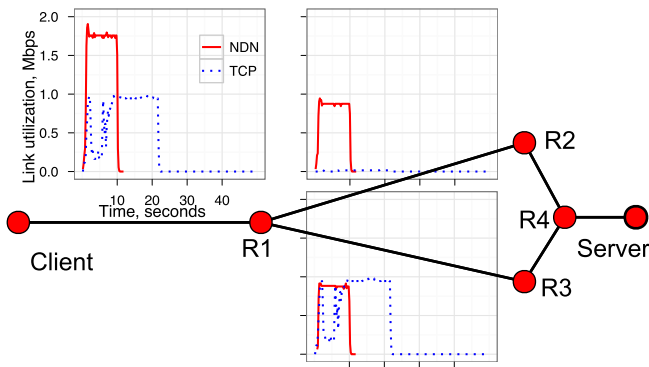 Link utilization, Mbps
2.0
1.5
1.0
0.5
0.0
NDN
TCP
10 20 30 40
Time, seconds
Client
R1
R2
R4
Server
R3